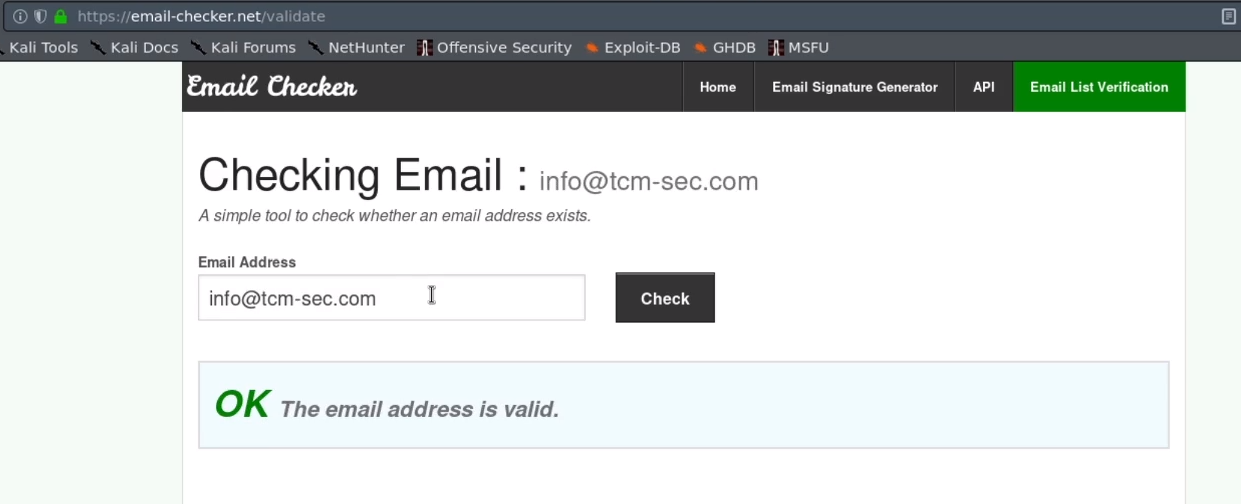 https://email-checker.net/validate
Kali Tools Kali Docs Kali Forums NetHunter Offensive Security Exploit-DB GHDB MSFU
Email Checker Home Email Signature Generator API Email List Verification
Checking Email : info@tcm-sec.com
A simple tool to check whether an email address exists.
Email Address
info@tcm-sec.com Check
OK The email address is valid.